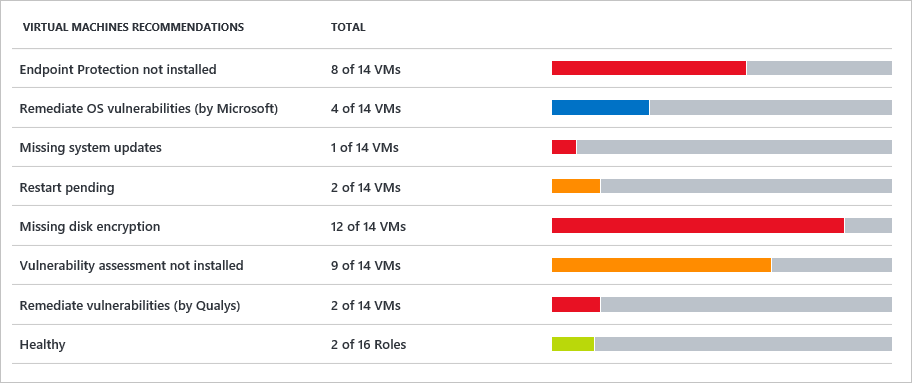 VIRTUAL MACHINES RECOMMENDATIONS TOTAL
Endpoint Protection not installed 8 of 14 VMs
Remediate OS vulnerabilities (by Microsoft) 4 of 14 VMs
Missing system updates 1 of 14 VMs
Restart pending 2 of 14 VMs
Missing disk encryption 12 of 14 VMs
Vulnerability assessment not installed 9 of 14 VMs
Remediate vulnerabilities (by Qualys) 2 of 14 VMs
Healthy 2 of 16 Roles